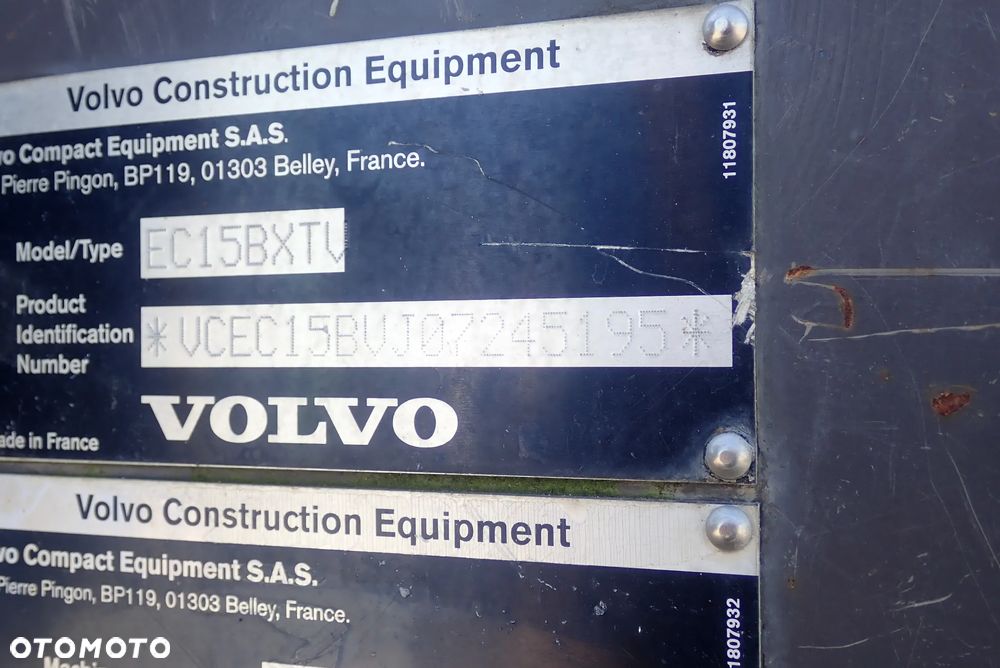 Volvo Construction Equipment
vo Compact Equipment S.A.S.
Pierre Pingon, BP119, 01303 Belley, France.
11807931
Model/Type EC15BXTV
Product
Identification
Number
*VCEC15BVJ07245195*
VOLVO
ade in France
Volvo Construction Equipment
vo Compact Equipment S.A.S.
Pierre Pingon, BP119, 01303 Belley, France.
1807932
OTOMOTO